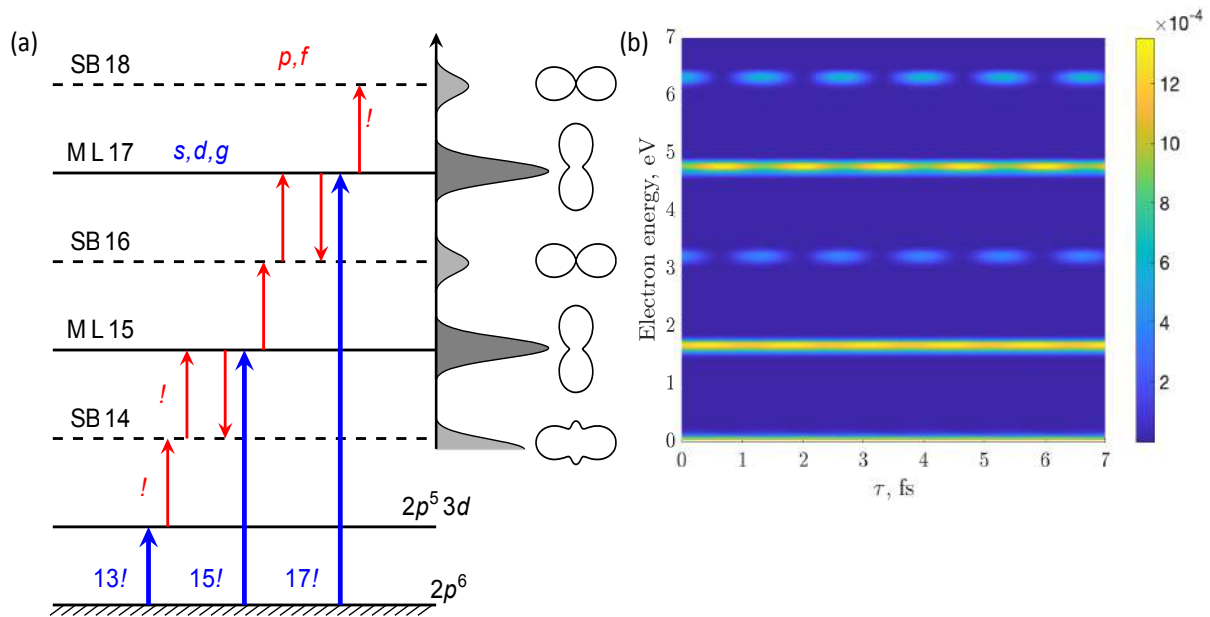 (a)
SB 18
p,f
!
ML 17
s,d,g
SB 16
ML 15
!
SB 14
!
2p⁵ 3d
13! 15! 17!
2p⁶
(b)
×10⁻⁴
7
6
5
4
3
2
1
0
Electron energy, eV
0 1 2 3 4 5 6 7
τ, fs
12
10
8
6
4
2